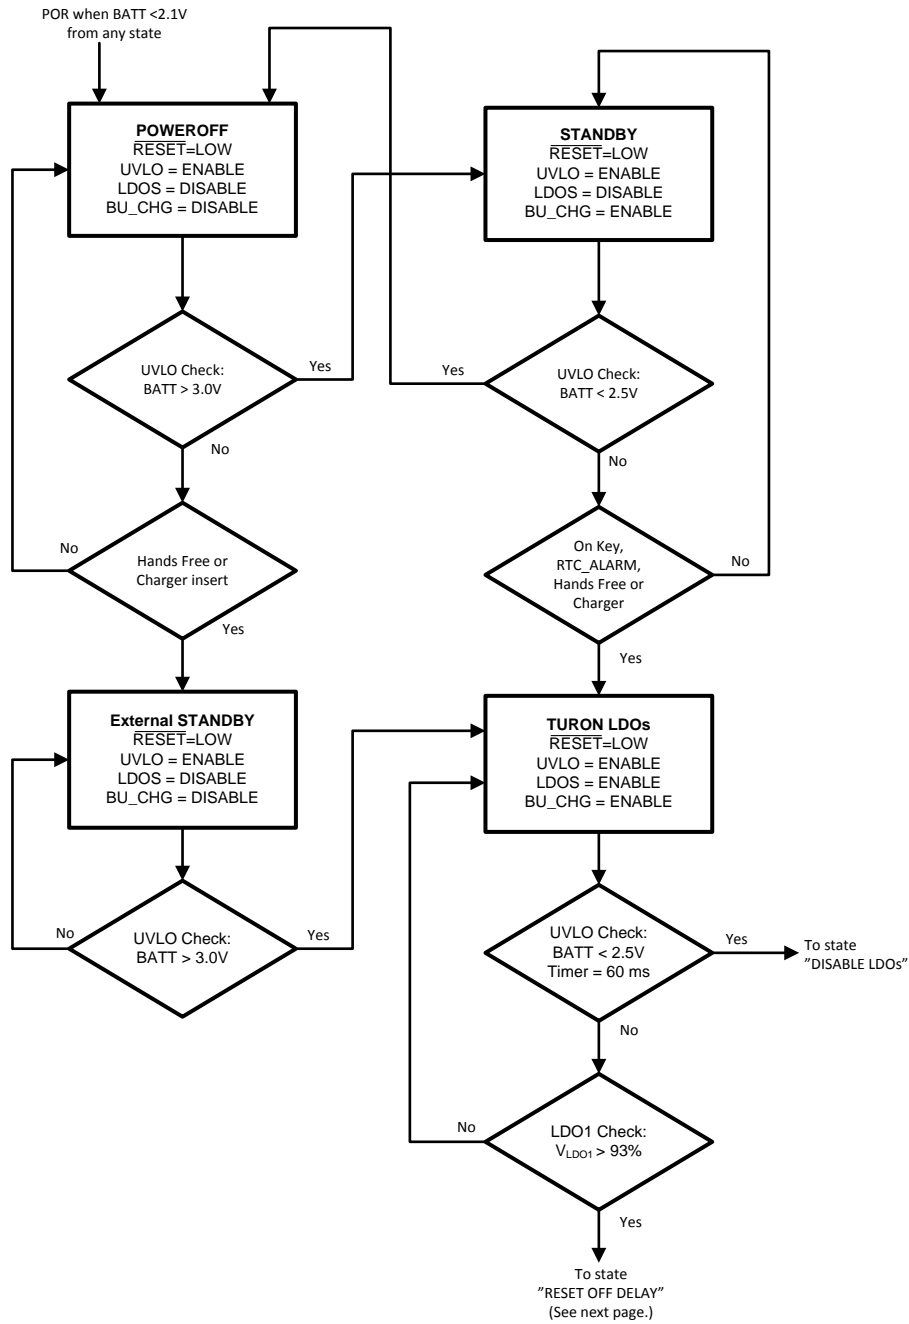 POR when BATT <2.1V
from any state
POWEROFF
RESET=LOW
UVLO = ENABLE
LDOS = DISABLE
BU_CHG = DISABLE
UVLO Check:
BATT > 3.0V
Yes
No
Hands Free or
Charger insert
No
Yes
External STANDBY
RESET=LOW
UVLO = ENABLE
LDOS = DISABLE
BU_CHG = DISABLE
UVLO Check:
BATT > 3.0V
No
Yes
STANDBY
RESET=LOW
UVLO = ENABLE
LDOS = DISABLE
BU_CHG = ENABLE
UVLO Check:
BATT < 2.5V
Yes
No
On Key,
RTC_ALARM,
Hands Free or
Charger
No
Yes
TURON LDOs
RESET=LOW
UVLO = ENABLE
LDOS = ENABLE
BU_CHG = ENABLE
UVLO Check:
BATT < 2.5V
Timer = 60 ms
Yes
To state
"DISABLE LDOs"
No
LDO1 Check:
VLDO1 > 93%
No
Yes
To state
"RESET OFF DELAY"
(See next page.)